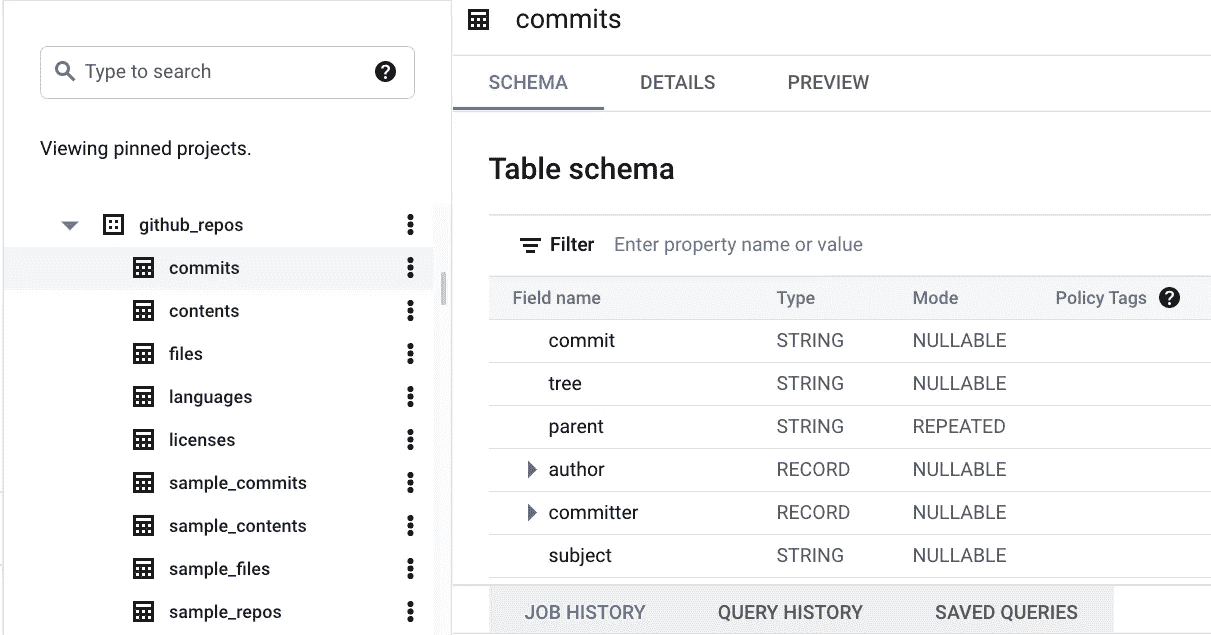 Type to search
?
Viewing pinned projects.
github_repos
commits
contents
files
languages
licenses
sample_commits
sample_contents
sample_files
sample_repos
commits
SCHEMA DETAILS PREVIEW
Table schema
Filter Enter property name or value
Field name Type Mode Policy Tags ?
commit STRING NULLABLE
tree STRING NULLABLE
parent STRING REPEATED
author RECORD NULLABLE
committer RECORD NULLABLE
subject STRING NULLABLE
JOB HISTORY QUERY HISTORY SAVED QUERIES